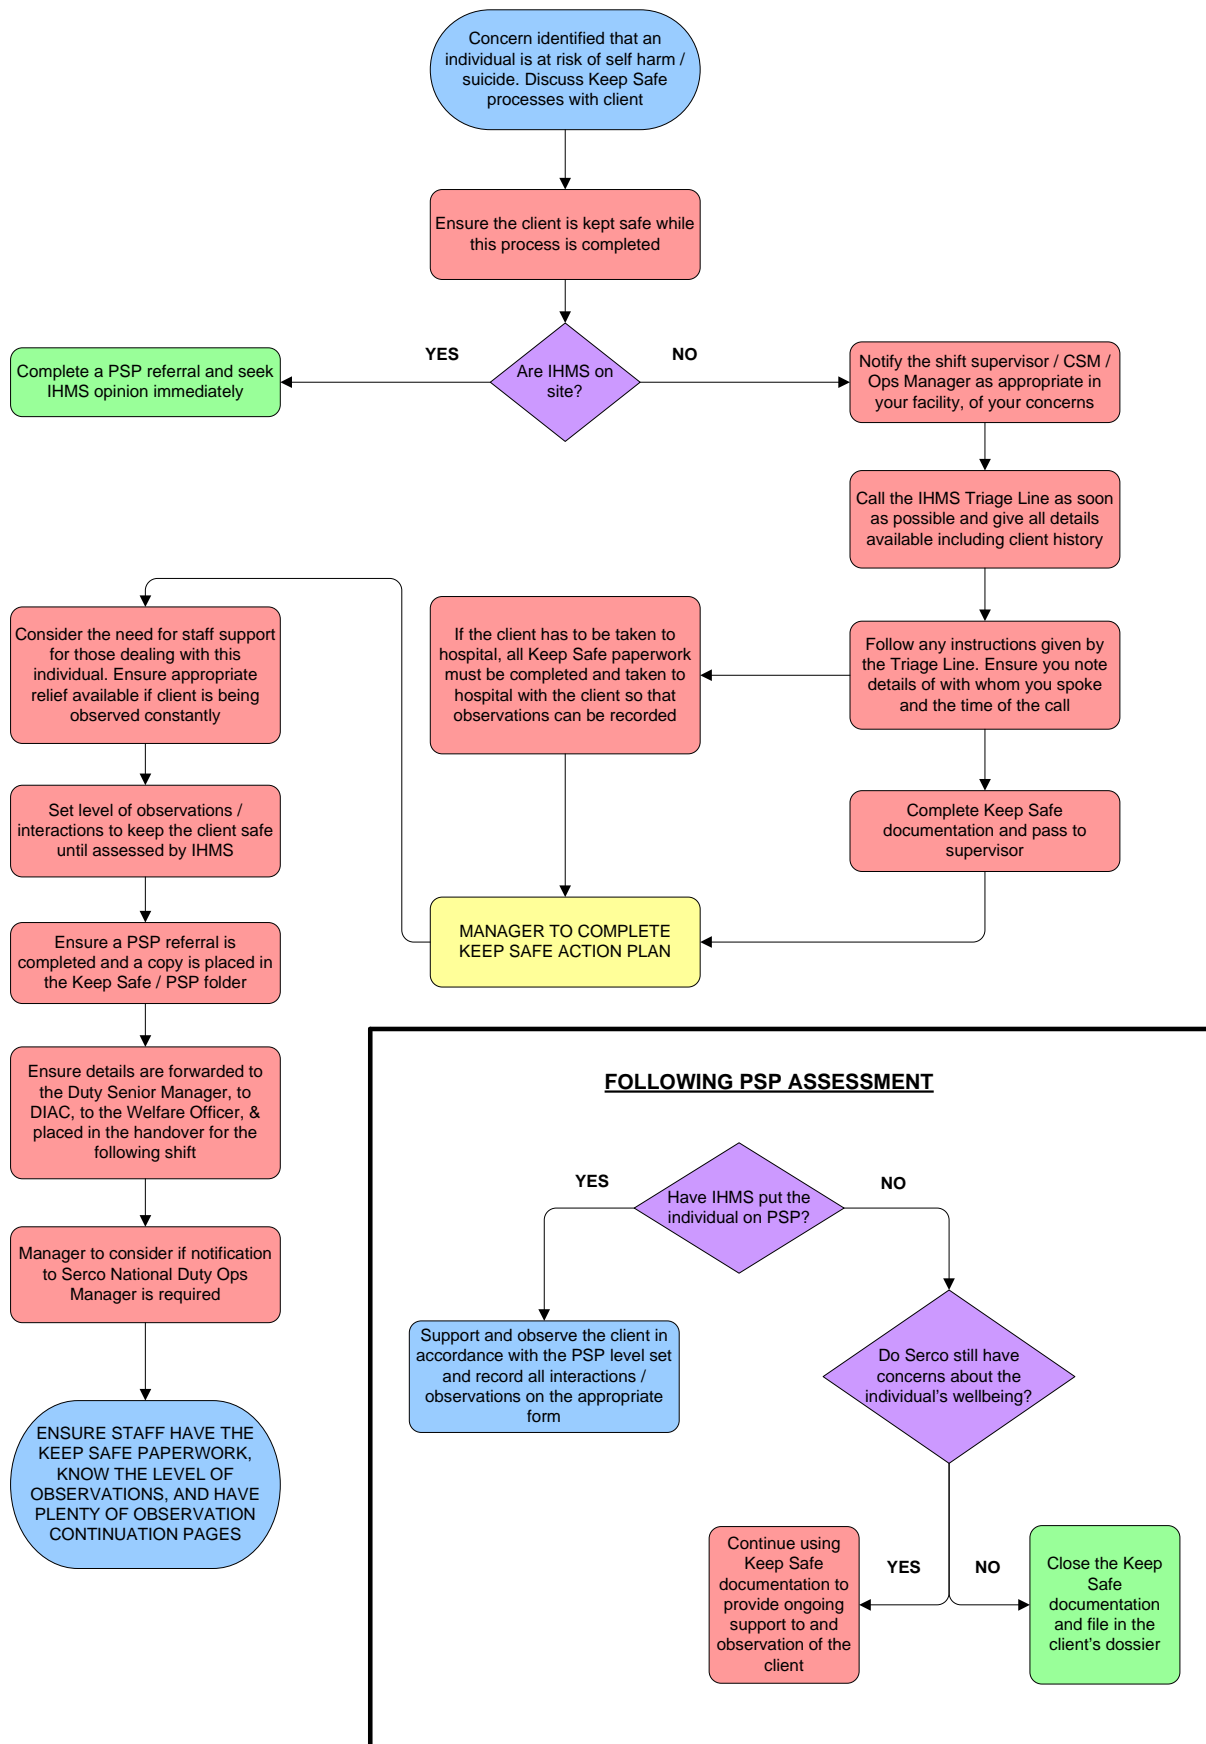 Concern identified that an
individual is at risk of self harm /
suicide. Discuss Keep Safe
processes with client
Ensure the client is kept safe while
this process is completed
YES
NO
Are IHMS on
site?
Complete a PSP referral and seek
IHMS opinion immediately
Notify the shift supervisor / CSM /
Ops Manager as appropriate in
your facility, of your concerns
Call the IHMS Triage Line as soon
as possible and give all details
available including client history
Follow any instructions given by
the Triage Line. Ensure you note
details of with whom you spoke
and the time of the call
If the client has to be taken to
hospital, all Keep Safe paperwork
must be completed and taken to
hospital with the client so that
observations can be recorded
Complete Keep Safe
documentation and pass to
supervisor
MANAGER TO COMPLETE
KEEP SAFE ACTION PLAN
Consider the need for staff support
for those dealing with this
individual. Ensure appropriate
relief available if client is being
observed constantly
Set level of observations /
interactions to keep the client safe
until assessed by IHMS
Ensure a PSP referral is
completed and a copy is placed in
the Keep Safe / PSP folder
Ensure details are forwarded to
the Duty Senior Manager, to
DIAC, to the Welfare Officer, &
placed in the handover for the
following shift
Manager to consider if notification
to Serco National Duty Ops
Manager is required
ENSURE STAFF HAVE THE
KEEP SAFE PAPERWORK,
KNOW THE LEVEL OF
OBSERVATIONS, AND HAVE
PLENTY OF OBSERVATION
CONTINUATION PAGES
FOLLOWING PSP ASSESSMENT
YES
NO
Have IHMS put the
individual on PSP?
Support and observe the client in
accordance with the PSP level set
and record all interactions /
observations on the appropriate
form
Do Serco still have
concerns about the
individual's wellbeing?
YES
NO
Continue using
Keep Safe
documentation to
provide ongoing
support to and
observation of the
client
Close the Keep
Safe
documentation
and file in the
client's dossier